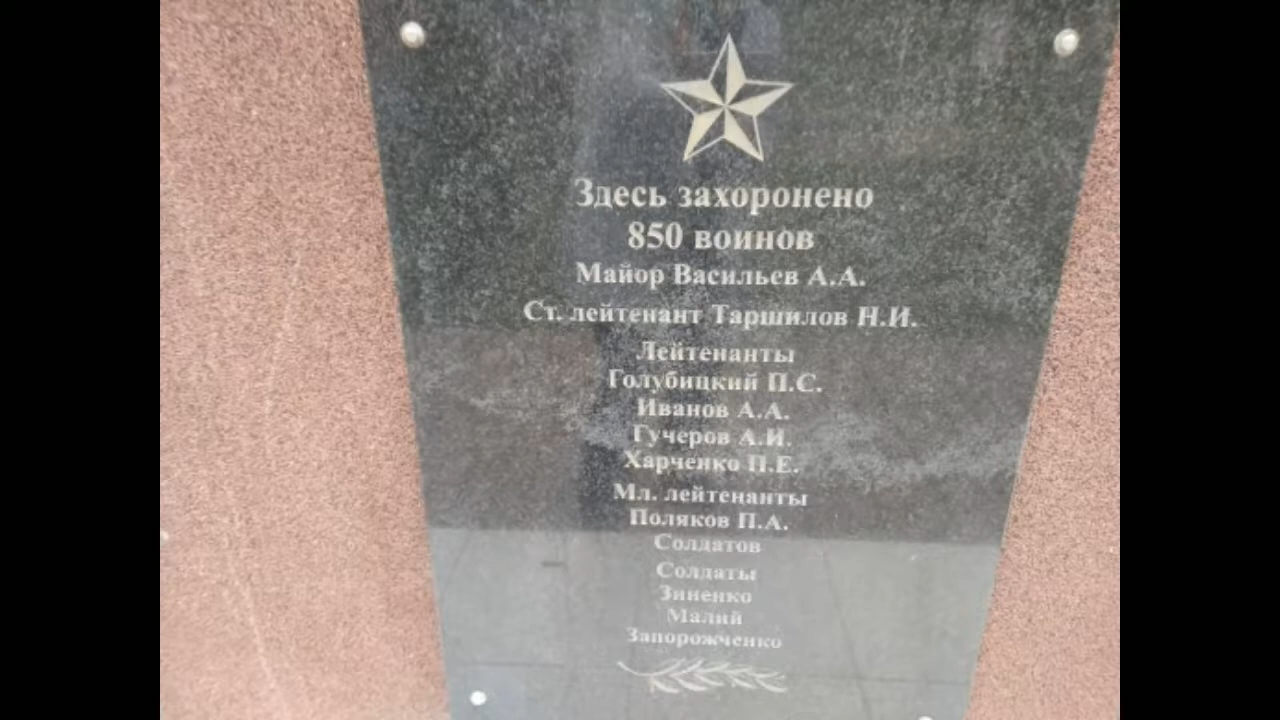 Здесь захоронено
850 воинов
Майор Васильев А.А.
Ст. лейтенант Таршилов Н.И.
Лейтенанты
Голубицкий П.С.
Иванов А.А.
Гучеров А.И.
Харченко П.Е.
Мл. лейтенанты
Поляков П.А.
Солдатов
Солдаты
Зиненко
Малий
Запорожченко